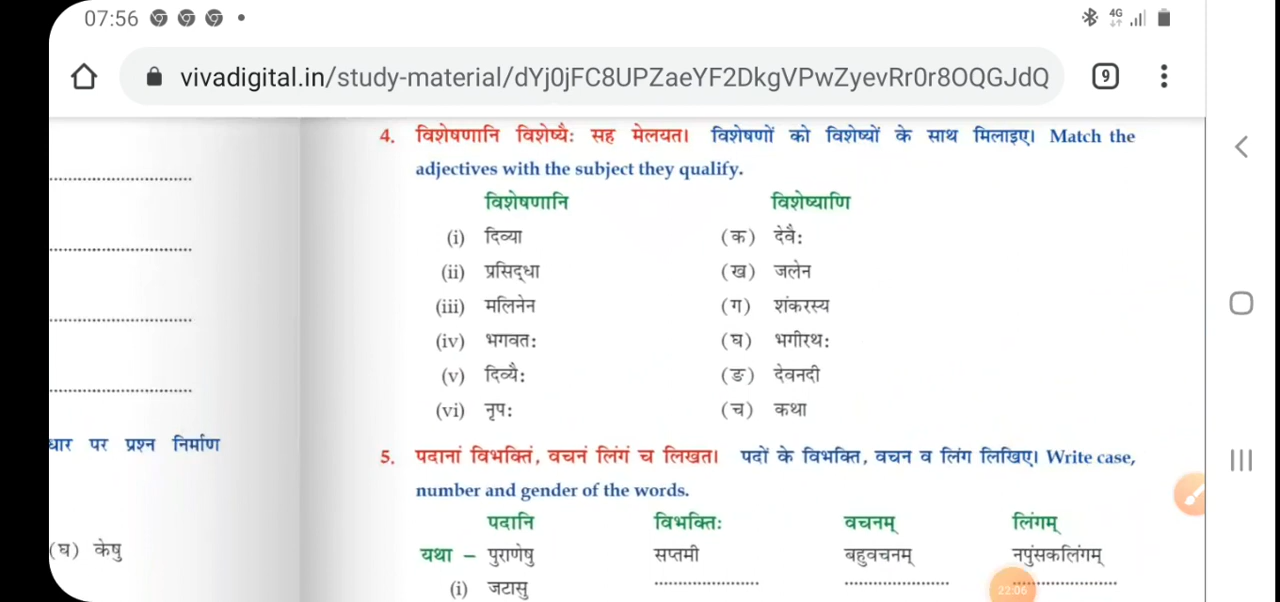 07:56
4G
vivadigital.in/study-material/dYj0jFC8UPZaeYF2DkgVPwZyevRr0r8OQGJdQ
9
4. विशेषणानि विशेष्यै: सह मेलयत। विशेषणों को विशेष्यों के साथ मिलाइए। Match the
adjectives with the subject they qualify.
विशेषणानि विशेष्याणि
(i) दिव्या (क) देवै:
(ii) प्रसिद्धा (ख) जलेन
(iii) मलिनेन (ग) शंकरस्य
(iv) भगवत: (घ) भगीरथ:
(v) दिव्यै: (ङ) देवनदी
(vi) नृप: (च) कथा
धार पर प्रश्न निर्माण
5. पदानां विभक्तिं, वचनं लिंगं च लिखत। पदों के विभक्ति, वचन व लिंग लिखिए। Write case,
number and gender of the words.
पदानि विभक्ति: वचनम् लिंगम्
(घ) केषु
यथा – पुराणेषु सप्तमी बहुवचनम् नपुंसकलिंगम्
(i) जटासु .................... .................... ....................
22:06